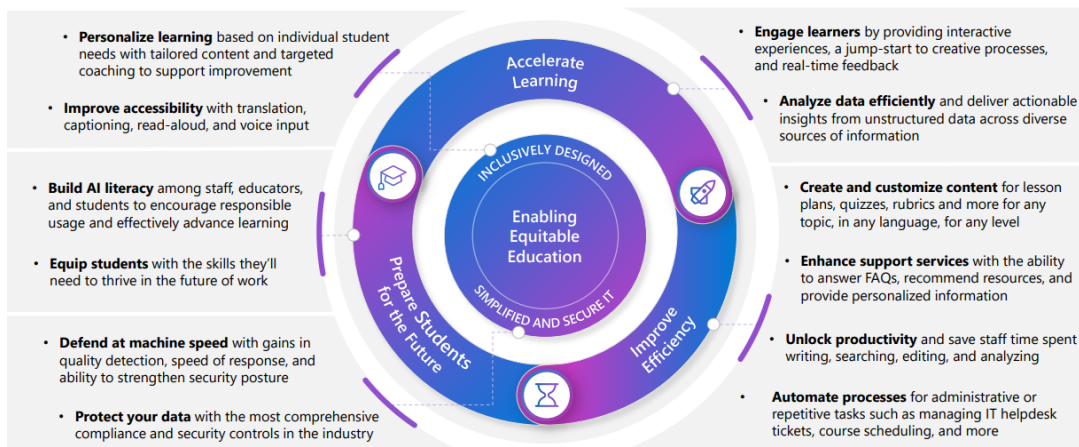 • Personalize learning based on individual student
needs with tailored content and targeted
coaching to support improvement
• Improve accessibility with translation,
captioning, read-aloud, and voice input
• Build AI literacy among staff, educators,
and students to encourage responsible
usage and effectively advance learning
• Equip students with the skills they'll
need to thrive in the future of work
• Defend at machine speed with gains in
quality detection, speed of response, and
ability to strengthen security posture
• Protect your data with the most comprehensive
compliance and security controls in the industry
Accelerate
Learning
INCLUSIVELY DESIGNED
Enabling
Equitable
Education
SIMPLIFIED AND SECURE IT
Prepare Students
for the Future
Improve
Efficiency
• Engage learners by providing interactive
experiences, a jump-start to creative processes,
and real-time feedback
• Analyze data efficiently and deliver actionable
insights from unstructured data across diverse
sources of information
• Create and customize content for lesson
plans, quizzes, rubrics and more for any
topic, in any language, for any level
• Enhance support services with the ability
to answer FAQs, recommend resources, and
provide personalized information
• Unlock productivity and save staff time spent
writing, searching, editing, and analyzing
• Automate processes for administrative or
repetitive tasks such as managing IT helpdesk
tickets, course scheduling, and more